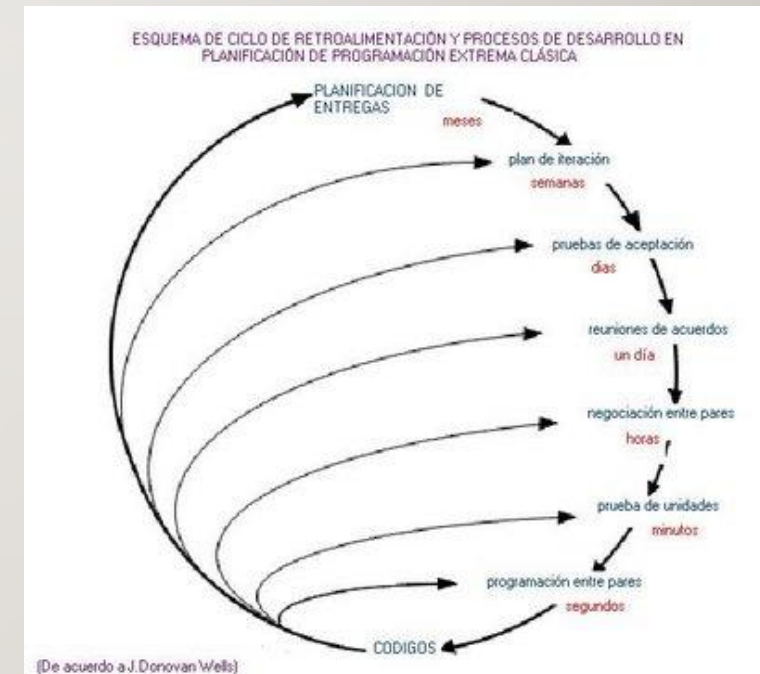 ESQUEMA DE CICLO DE RETROALIMENTACIÓN Y PROCESOS DE DESARROLLO EN
PLANIFICACIÓN DE PROGRAMACIÓN EXTREMA CLÁSICA
PLANIFICACION DE
ENTREGAS
meses
plan de iteración
semanas
pruebas de aceptación
días
reuniones de acuerdos
un día
negociación entre pares
horas
prueba de unidades
minutos
programación entre pares
segundos
CODIGOS
(De acuerdo a J.Donovan Wells)